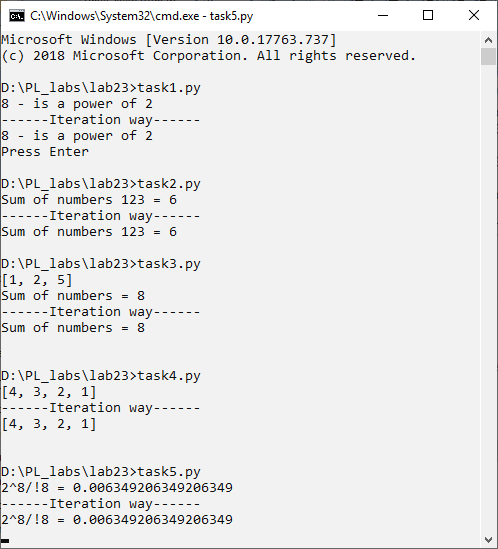 C:\Windows\System32\cmd.exe - task5.py
Microsoft Windows [Version 10.0.17763.737]
(c) 2018 Microsoft Corporation. All rights reserved.
D:\PL_labs\lab23>task1.py
8 - is a power of 2
------Iteration way------
8 - is a power of 2
Press Enter
D:\PL_labs\lab23>task2.py
Sum of numbers 123 = 6
------Iteration way------
Sum of numbers 123 = 6
D:\PL_labs\lab23>task3.py
[1, 2, 5]
Sum of numbers = 8
------Iteration way------
Sum of numbers = 8
D:\PL_labs\lab23>task4.py
[4, 3, 2, 1]
------Iteration way------
[4, 3, 2, 1]
D:\PL_labs\lab23>task5.py
2^8/!8 = 0.006349206349206349
------Iteration way------
2^8/!8 = 0.006349206349206349